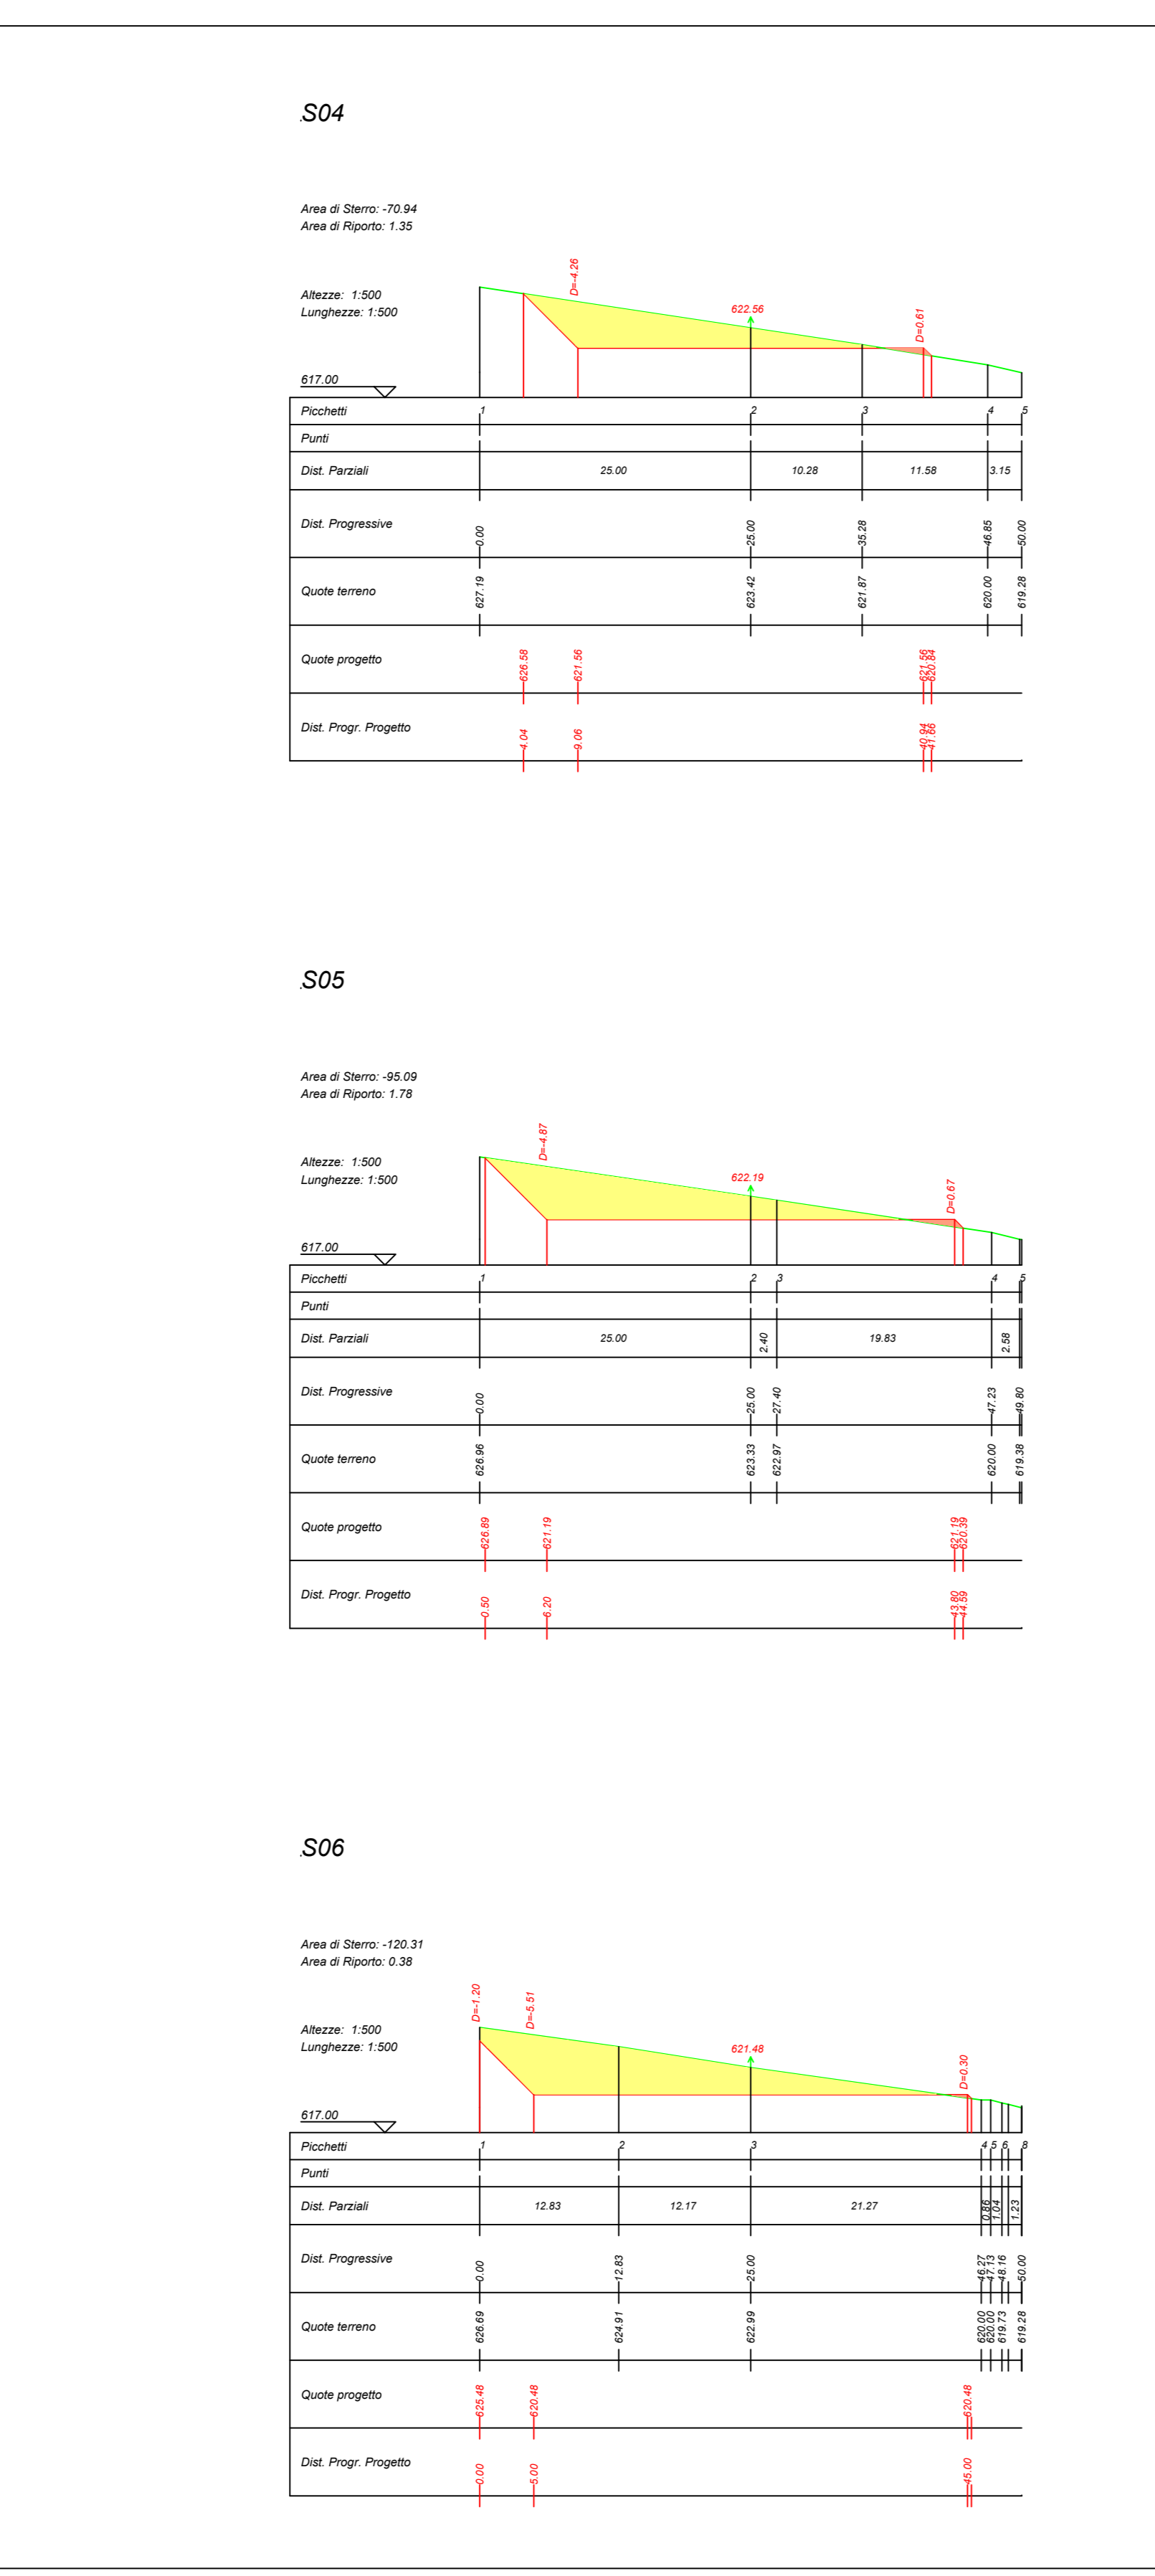 .S04
Area di Sterro: -70.94
Area di Riporto: 1.35
D=-4.26
622.56
D=0.61
Altezze: 1:500
Lunghezze: 1:500
617.00
Picchetti 1 2 3 4 5
Punti
Dist. Parziali 25.00 10.28 11.58 3.15
Dist. Progressive 0.00 25.00 35.28 46.85 50.00
Quote terreno 627.19 623.42 621.87 620.00 619.28
Quote progetto 626.58 621.56 621.56 620.84
Dist. Progr. Progetto 4.04 9.06 40.94 41.66
.S05
Area di Sterro: -95.09
Area di Riporto: 1.78
D=-4.87
622.19
D=0.67
Altezze: 1:500
Lunghezze: 1:500
617.00
Picchetti 1 2 3 4 5
Punti
Dist. Parziali 25.00 2.40 19.83 2.58
Dist. Progressive 0.00 25.00 27.40 47.23 49.80
Quote terreno 626.96 623.33 622.97 620.00 619.38
Quote progetto 626.89 621.19 621.19 620.39
Dist. Progr. Progetto 0.50 6.20 43.80 44.59
.S06
Area di Sterro: -120.31
Area di Riporto: 0.38
D=-1.20
D=-5.51
621.48
D=0.30
Altezze: 1:500
Lunghezze: 1:500
617.00
Picchetti 1 2 3 4 5 6 8
Punti
Dist. Parziali 12.83 12.17 21.27 0.86 1.04 1.23
Dist. Progressive 0.00 12.83 25.00 46.27 47.13 48.16 50.00
Quote terreno 626.69 624.91 622.99 620.00 620.00 619.73 619.28
Quote progetto 625.48 620.48 620.48
Dist. Progr. Progetto 0.00 5.00 45.00